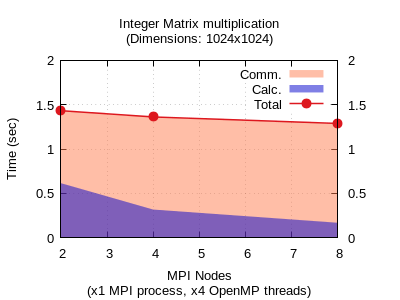 Integer Matrix multiplication
(Dimensions: 1024x1024)
2
1.5
1
0.5
0
2
1.5
1
0.5
0
Comm.
Calc.
Total
Time (sec)
2 3 4 5 6 7 8
MPI Nodes
(x1 MPI process, x4 OpenMP threads)